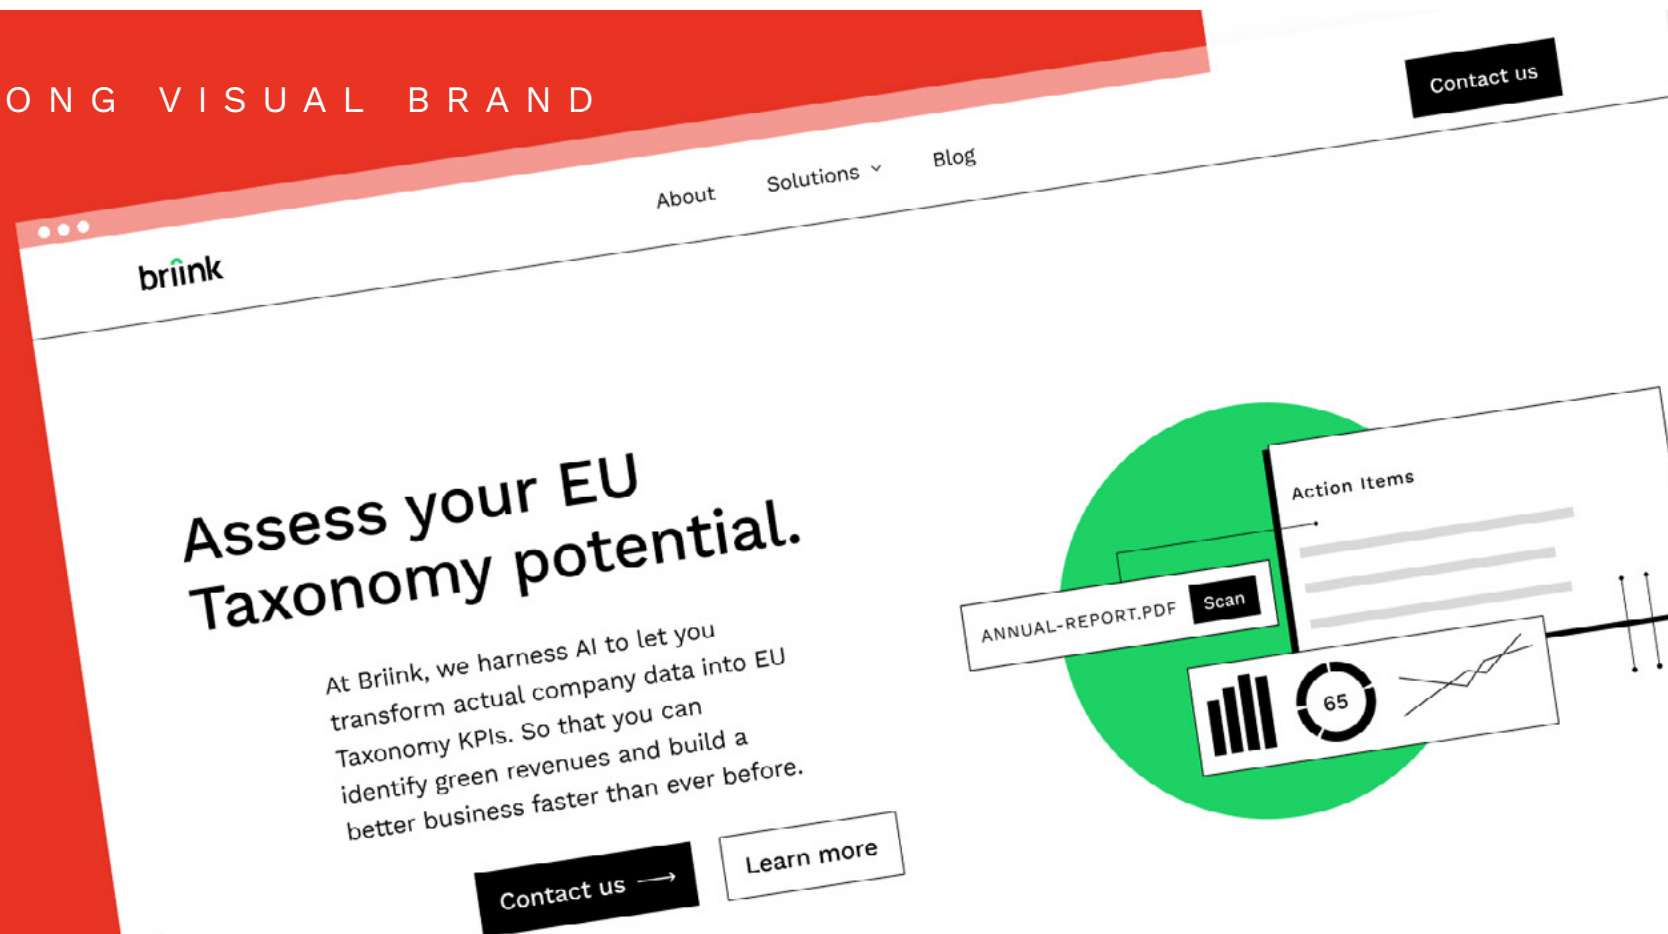 ONG VISUAL BRAND
Contact us
About Solutions Blog
briink
Assess your EU
Taxonomy potential.
At Briink, we harness AI to let you
transform actual company data into EU
Taxonomy KPIs. So that you can
identify green revenues and build a
better business faster than ever before.
Contact us →
Learn more
Action Items
ANNUAL-REPORT.PDF Scan
65